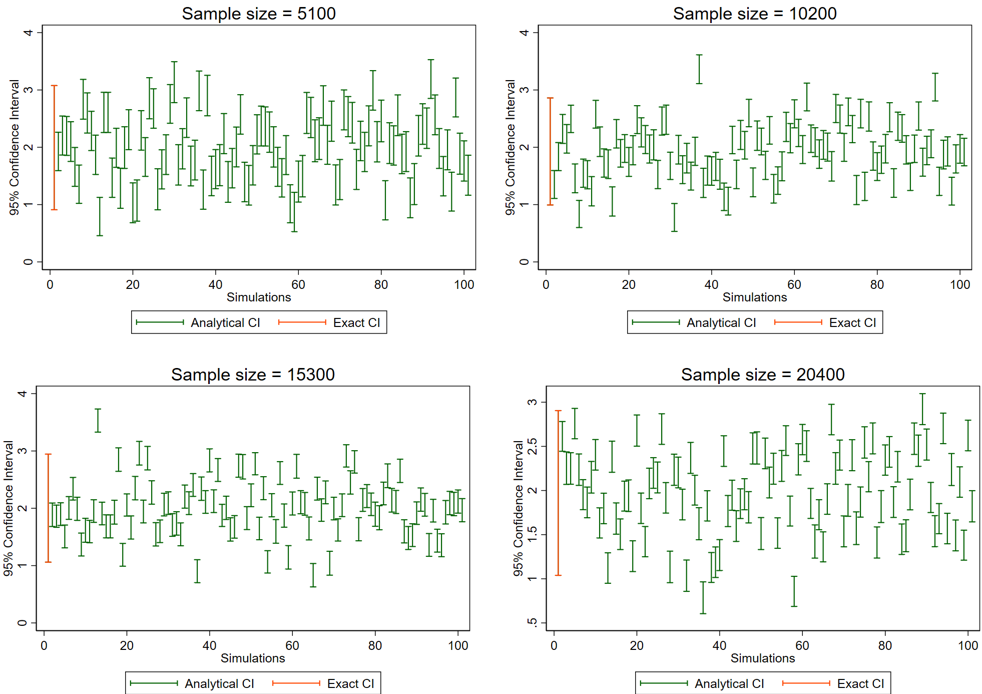 Sample size = 5100
95% Confidence Interval
4
3
2
1
0
0 20 40 60 80 100
Simulations
Analytical CI Exact CI
Sample size = 10200
95% Confidence Interval
4
3
2
1
0
0 20 40 60 80 100
Simulations
Analytical CI Exact CI
Sample size = 15300
95% Confidence Interval
4
3
2
1
0
0 20 40 60 80 100
Simulations
Analytical CI Exact CI
Sample size = 20400
95% Confidence Interval
3
2.5
2
1.5
1
.5
0 20 40 60 80 100
Simulations
Analytical CI Exact CI